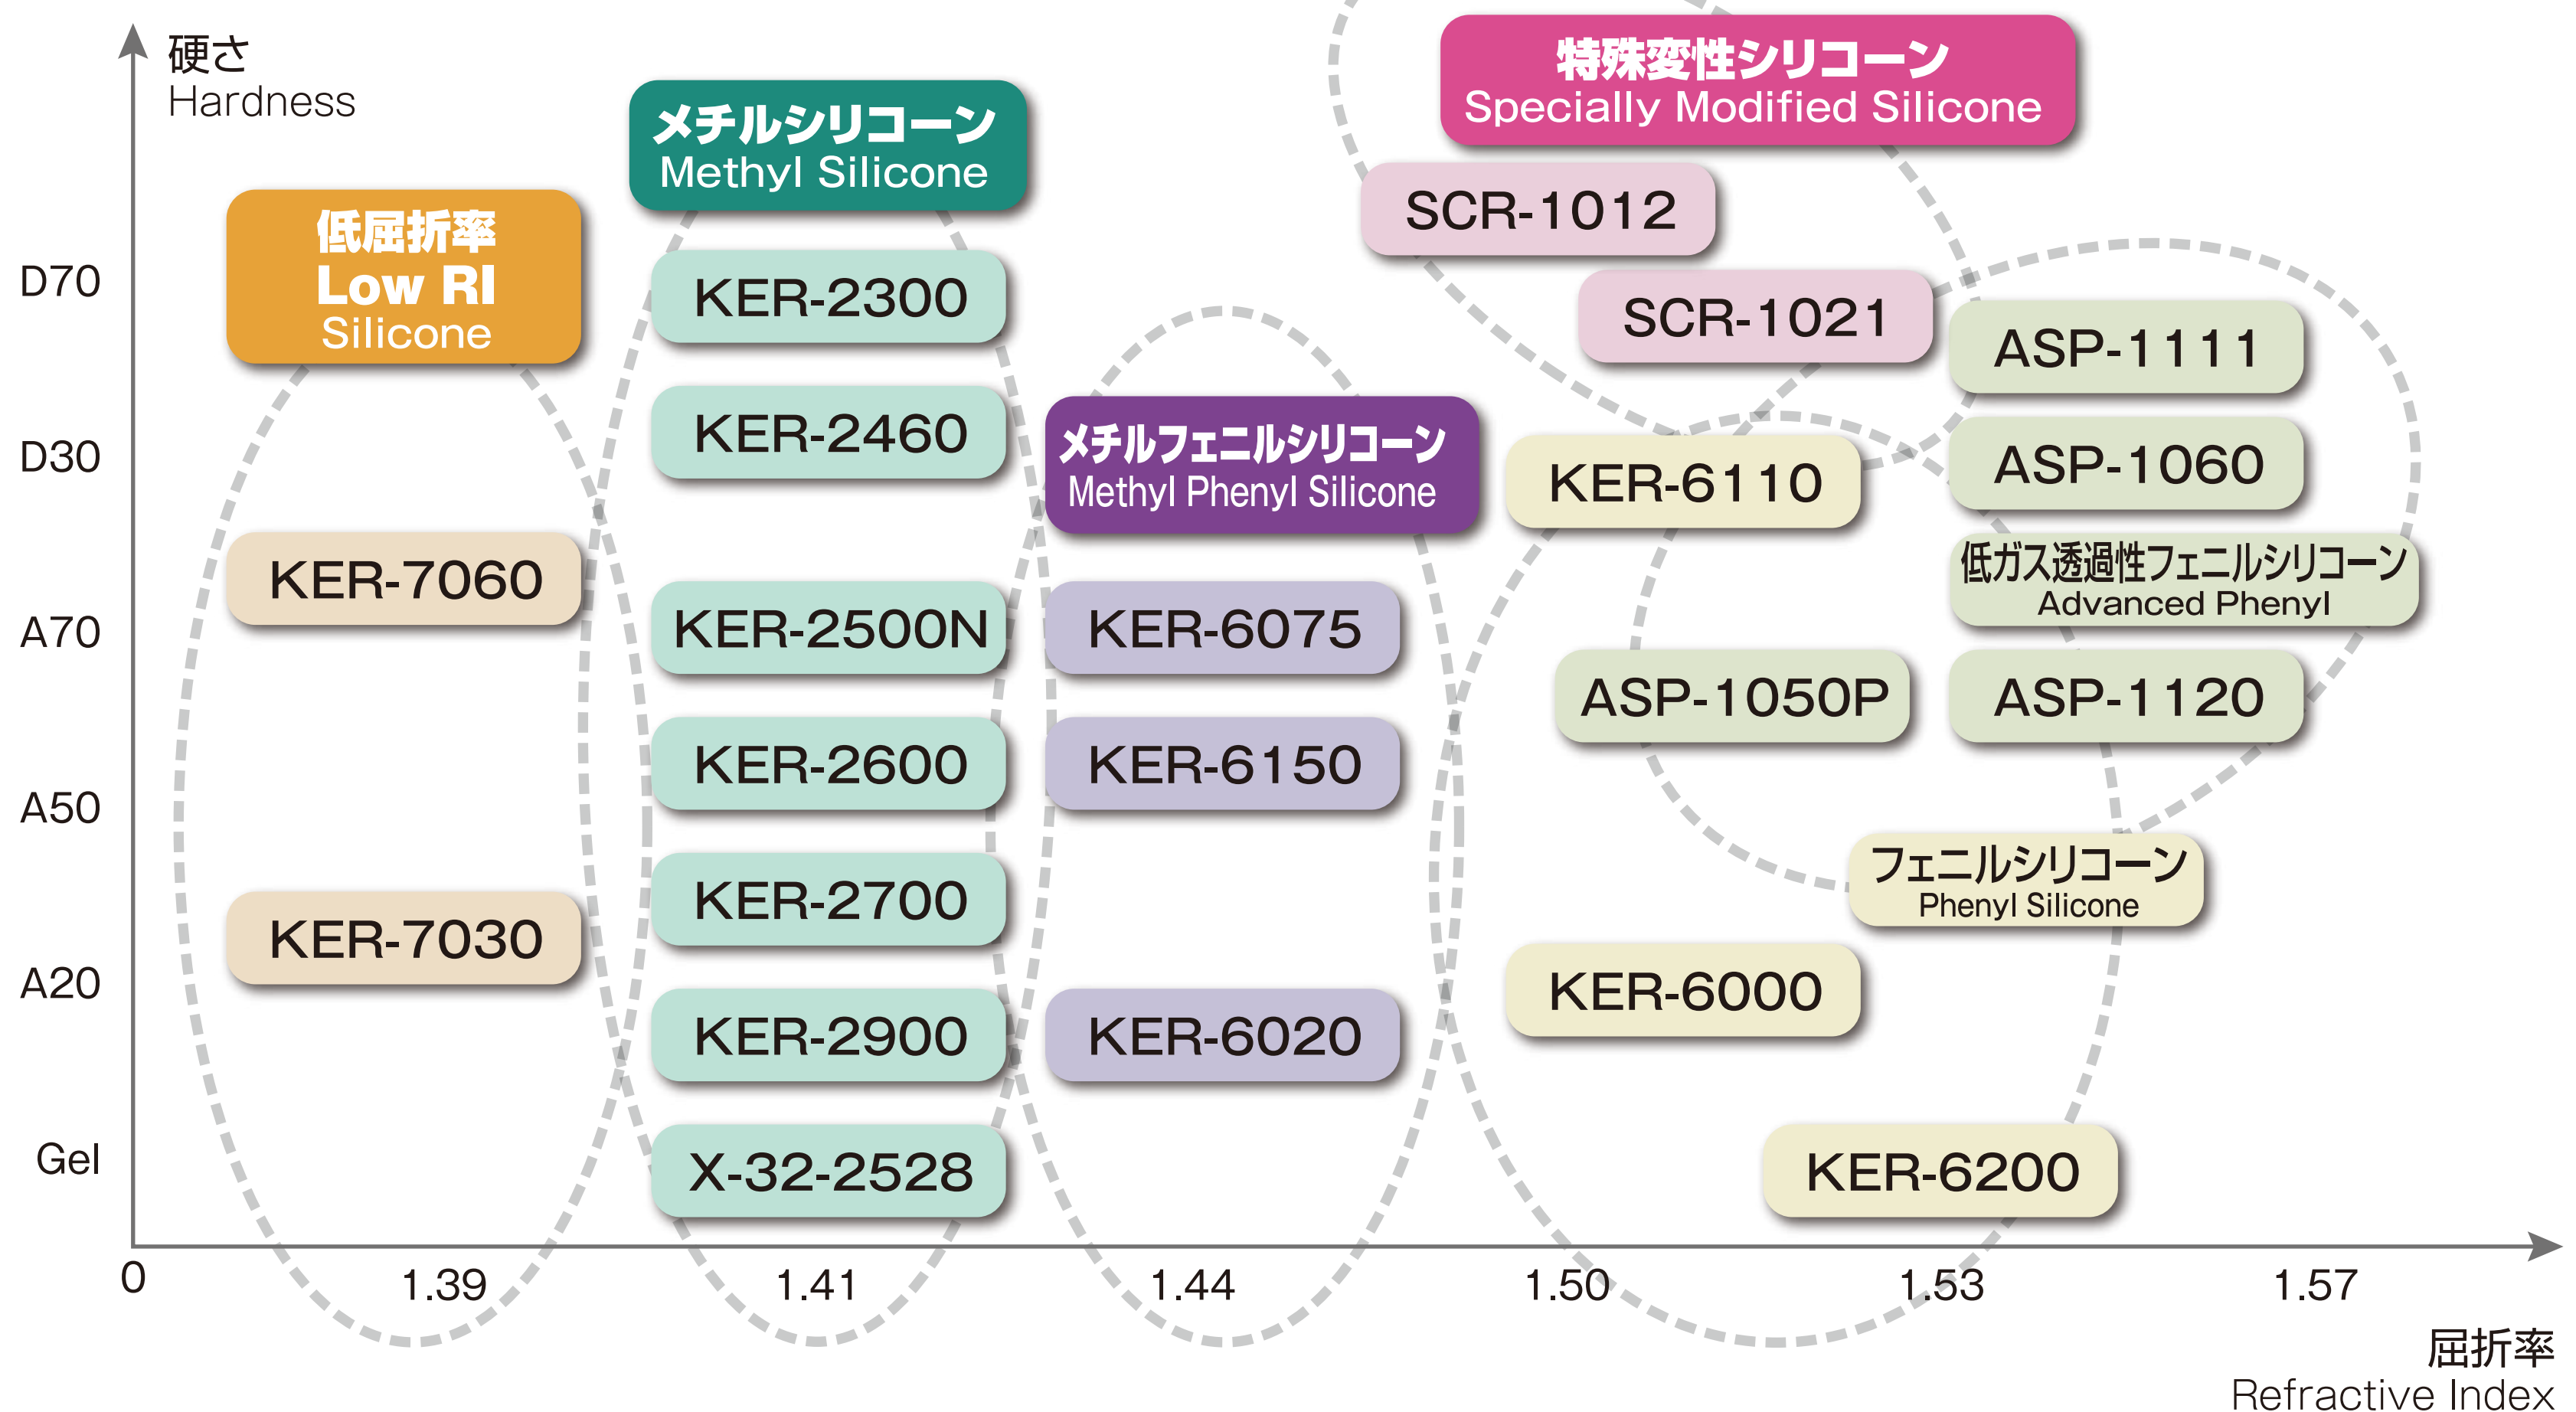 硬さ
Hardness
D70
D30
A70
A50
A20
Gel
低屈折率
Low RI
Silicone
KER-7060
KER-7030
メチルシリコーン
Methyl Silicone
KER-2300
KER-2460
KER-2500N
KER-2600
KER-2700
KER-2900
X-32-2528
メチルフェニルシリコーン
Methyl Phenyl Silicone
KER-6075
KER-6150
KER-6020
特殊変性シリコーン
Specially Modified Silicone
SCR-1012
SCR-1021
ASP-1111
ASP-1060
低ガス透過性フェニルシリコーン
Advanced Phenyl
ASP-1050P
ASP-1120
KER-6110
フェニルシリコーン
Phenyl Silicone
KER-6000
KER-6200
0
1.39
1.41
1.44
1.50
1.53
1.57
屈折率
Refractive Index